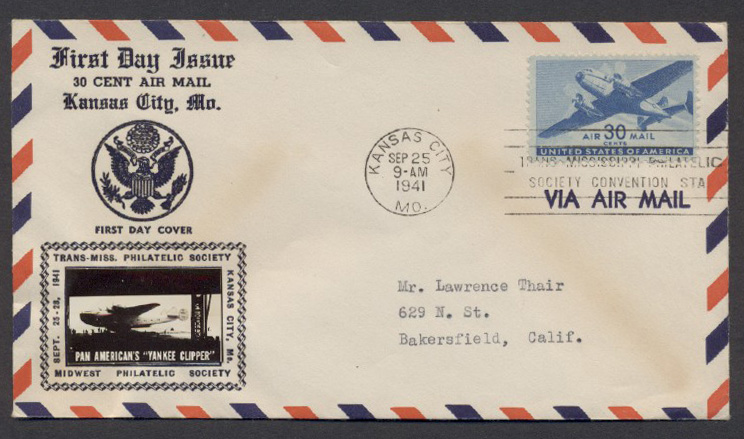 First Day Issue
30 CENT AIR MAIL
Kansas City, Mo.
FIRST DAY COVER
TRANS-MISS. PHILATELIC SOCIETY
KANSAS CITY, Mo.
SEPT. 25-28, 1941
PAN AMERICAN'S "YANKEE CLIPPER"
MIDWEST PHILATELIC SOCIETY
KANSAS CITY
SEP 25
9-AM
1941
MO.
AIR 30 MAIL
CENTS
UNITED STATES OF AMERICA
TRANS-MISSISSIPPI PHILATELIC
SOCIETY CONVENTION STA
VIA AIR MAIL
Mr. Lawrence Thair
629 N. St.
Bakersfield, Calif.